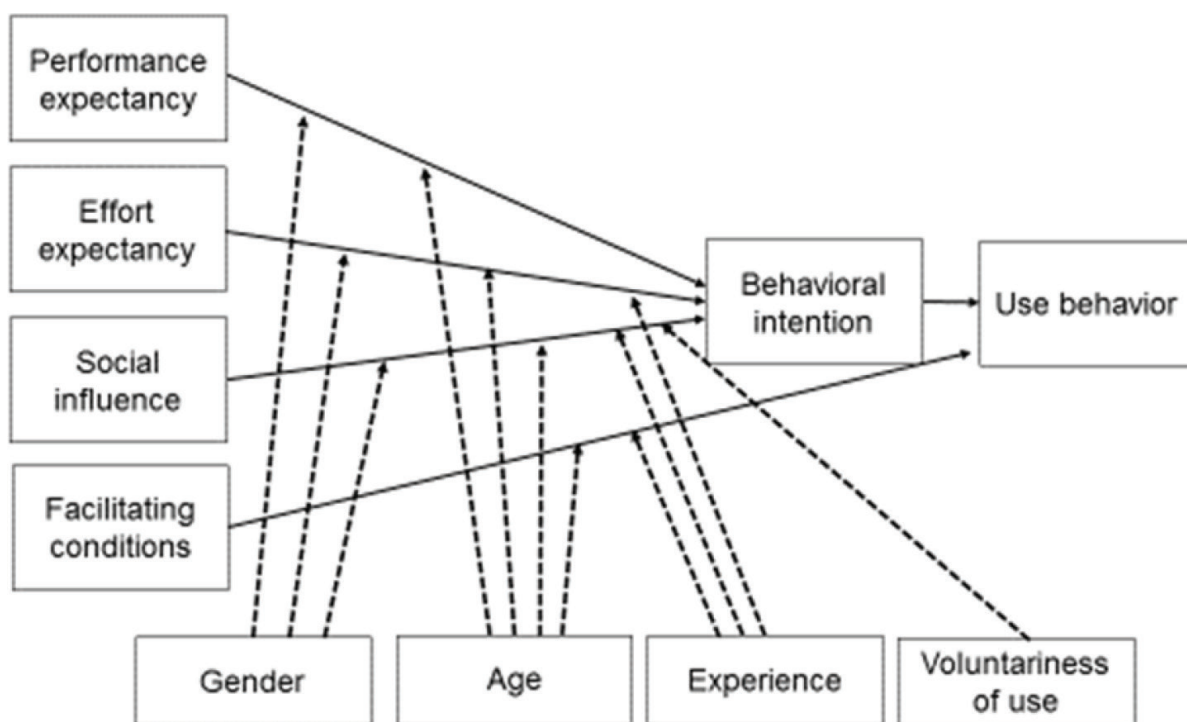 Performance
expectancy
Effort
expectancy
Social
influence
Facilitating
conditions
Behavioral
intention
Use behavior
Gender
Age
Experience
Voluntariness
of use